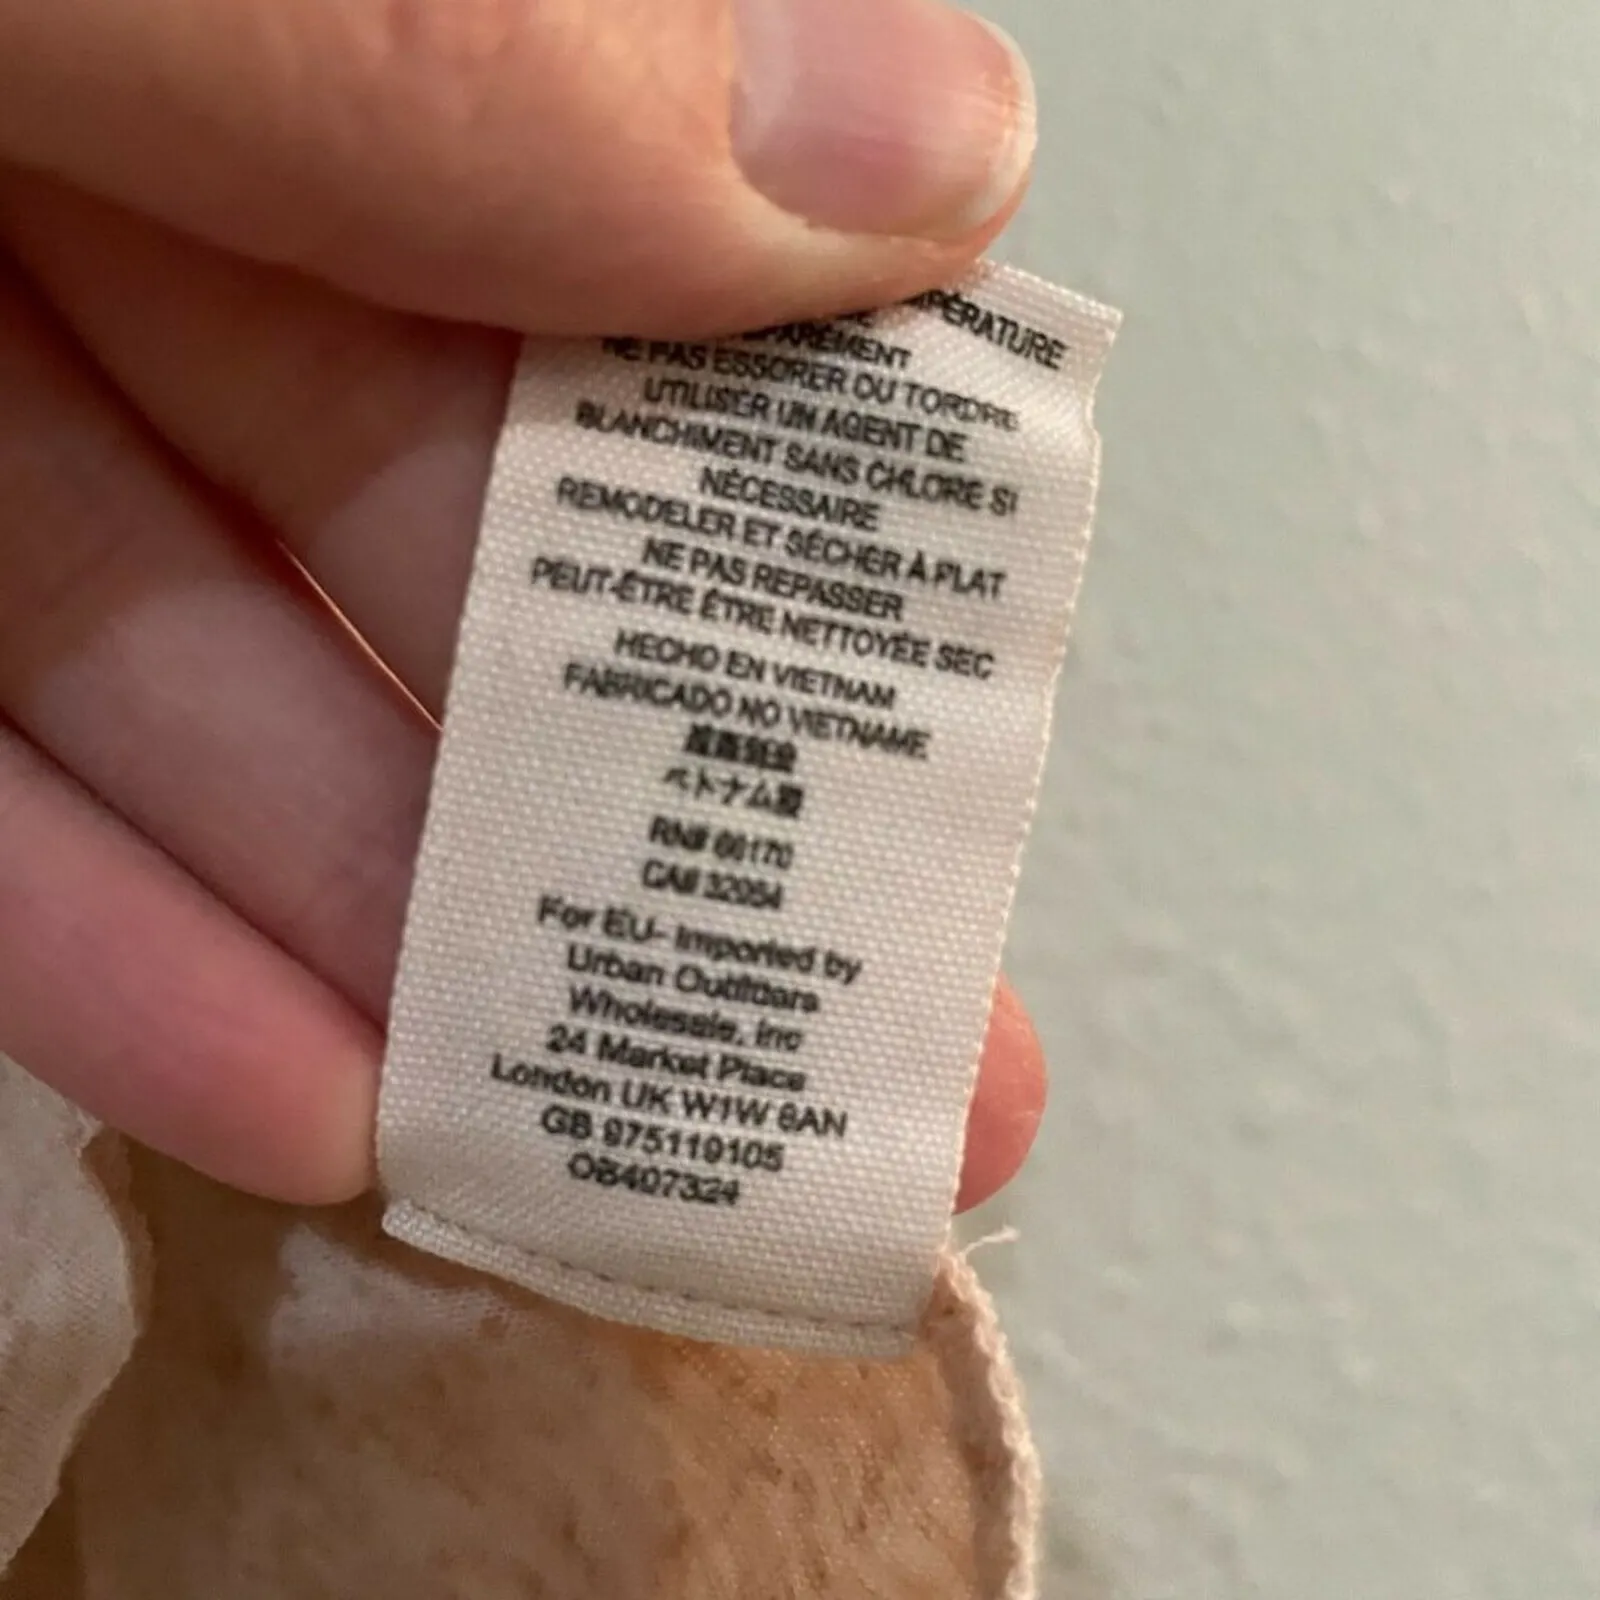 PÉRATURE
PARÉMENT
NE PAS ESSORER OU TORDRE
UTILISER UN AGENT DE
BLANCHIMENT SANS CHLORE SI
NÉCESSAIRE
REMODELER ET SÉCHER À PLAT
NE PAS REPASSER
PEUT-ÊTRE ÊTRE NETTOYÉE SEC
HECHO EN VIETNAM
FABRICADO NO VIETNAME
ベトナム製
RN# 66170
CA# 32054
For EU- Imported by
Urban Outfitters
Wholesale, Inc
24 Market Place
London UK W1W 8AN
GB 975119105
OB407324